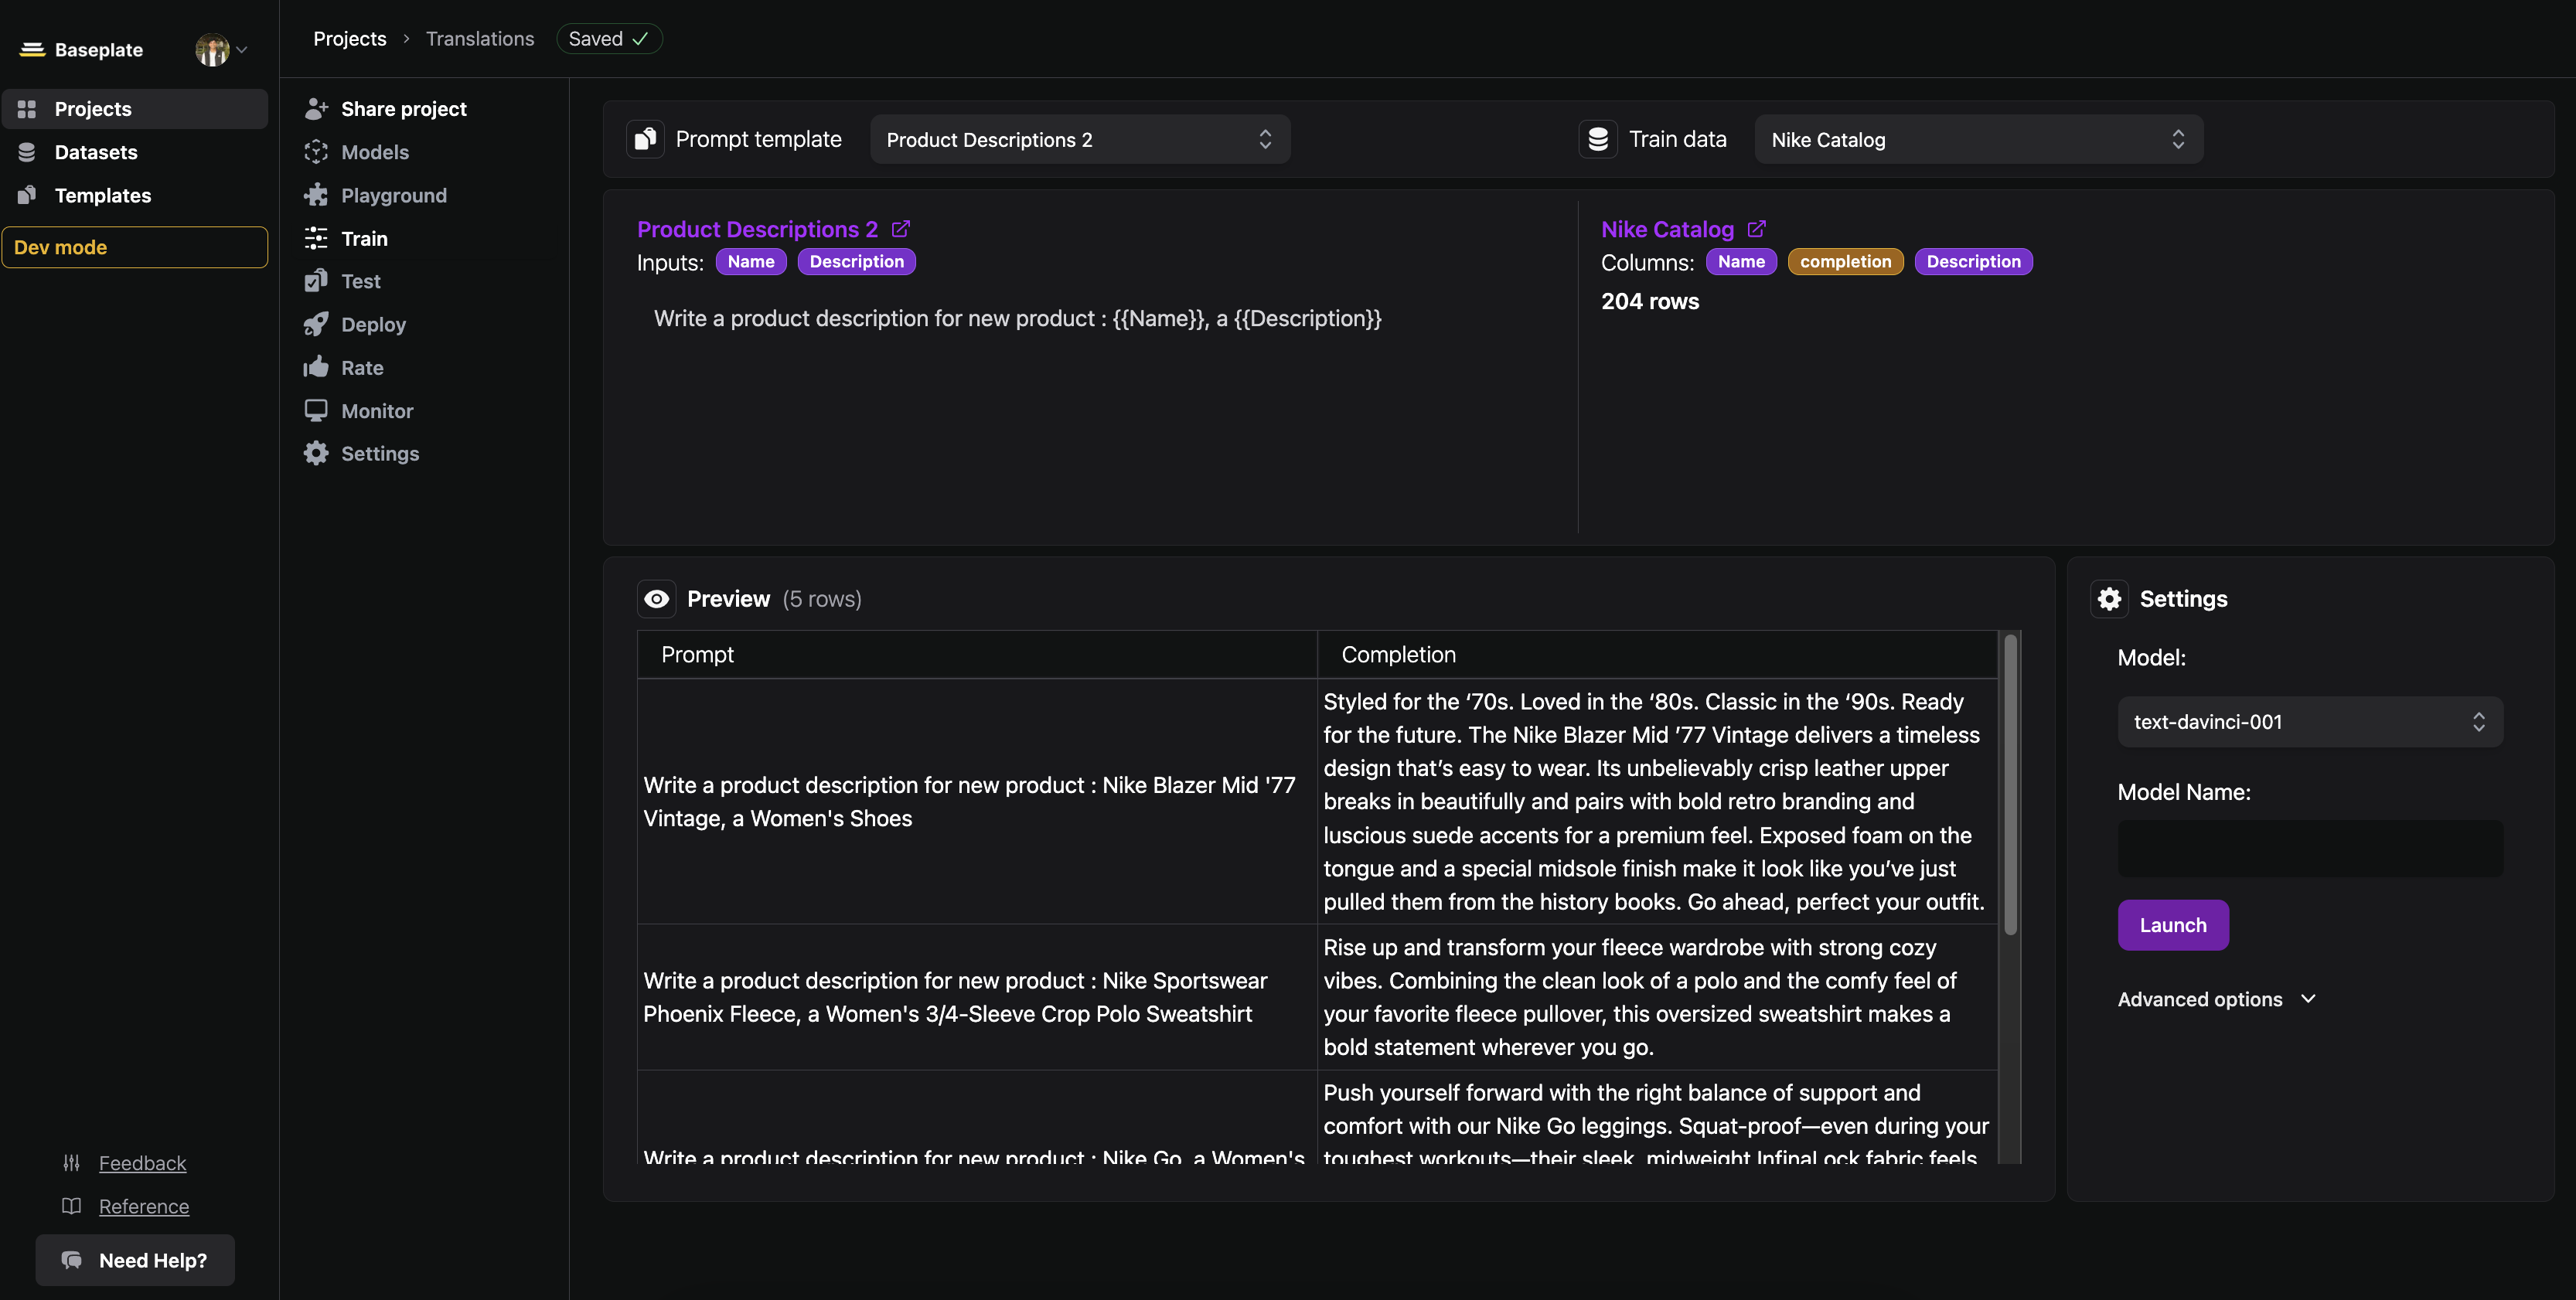 Baseplate
Projects
Datasets
Templates
Dev mode
Feedback
Reference
Need Help?
Projects > Translations Saved
Share project
Models
Playground
Train
Test
Deploy
Rate
Monitor
Settings
Prompt template Product Descriptions 2
Train data Nike Catalog
Product Descriptions 2
Inputs: Name Description
Write a product description for new product : {{Name}}, a {{Description}}
Nike Catalog
Columns: Name completion Description
204 rows
Preview (5 rows)
Prompt Completion
Write a product description for new product : Nike Blazer Mid '77
Vintage, a Women's Shoes
Styled for the ‘70s. Loved in the ‘80s. Classic in the ‘90s. Ready
for the future. The Nike Blazer Mid ’77 Vintage delivers a timeless
design that’s easy to wear. Its unbelievably crisp leather upper
breaks in beautifully and pairs with bold retro branding and
luscious suede accents for a premium feel. Exposed foam on the
tongue and a special midsole finish make it look like you’ve just
pulled them from the history books. Go ahead, perfect your outfit.
Write a product description for new product : Nike Sportswear
Phoenix Fleece, a Women's 3/4-Sleeve Crop Polo Sweatshirt
Rise up and transform your fleece wardrobe with strong cozy
vibes. Combining the clean look of a polo and the comfy feel of
your favorite fleece pullover, this oversized sweatshirt makes a
bold statement wherever you go.
Write a product description for new product : Nike Go, a Women's
Push yourself forward with the right balance of support and
comfort with our Nike Go leggings. Squat-proof—even during your
toughest workouts—their sleek, midweight InfinaLock fabric feels
Settings
Model:
text-davinci-001
Model Name:
Launch
Advanced options